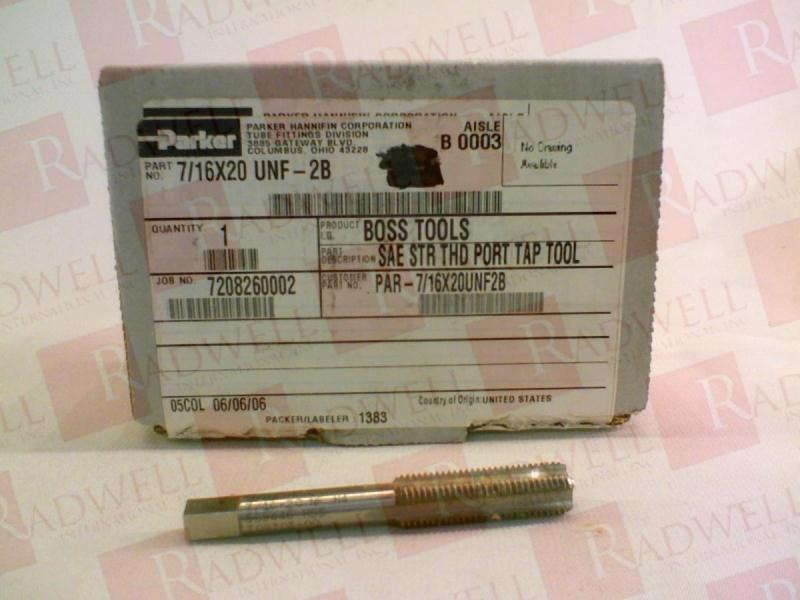 Parker
PARKER HANNIFIN CORPORATION
TUBE FITTINGS DIVISION
3885 GATEWAY BLVD.
COLUMBUS, OHIO 43228
AISLE
B 0003
No Drawing
Available
PART NO. 7/16X20 UNF-2B
QUANTITY 1
PRODUCT I.D. BOSS TOOLS
PART DESCRIPTION SAE STR THD PORT TAP TOOL
JOB NO. 7208260002
CUSTOMER PART NO. PAR-7/16X20UNF2B
05COL 06/06/06
Country of Origin: UNITED STATES
PACKER/LABELER : 1383
RADWELL
INTERNATIONAL, INC.